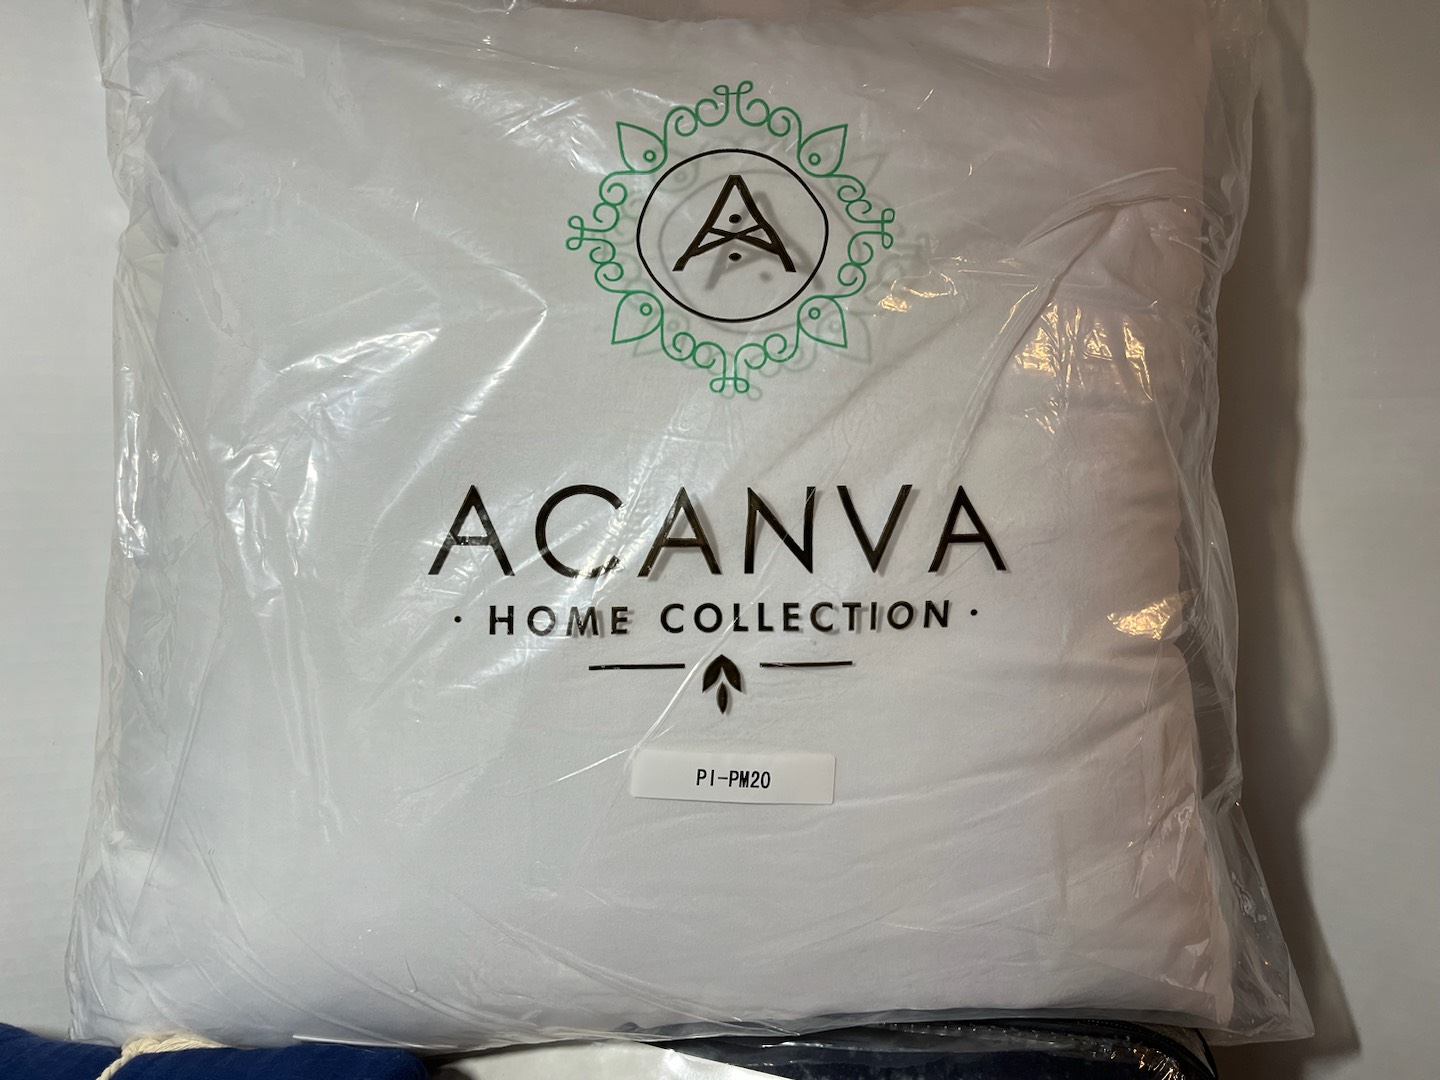 A
ACANVA
· HOME COLLECTION ·
PI-PM20